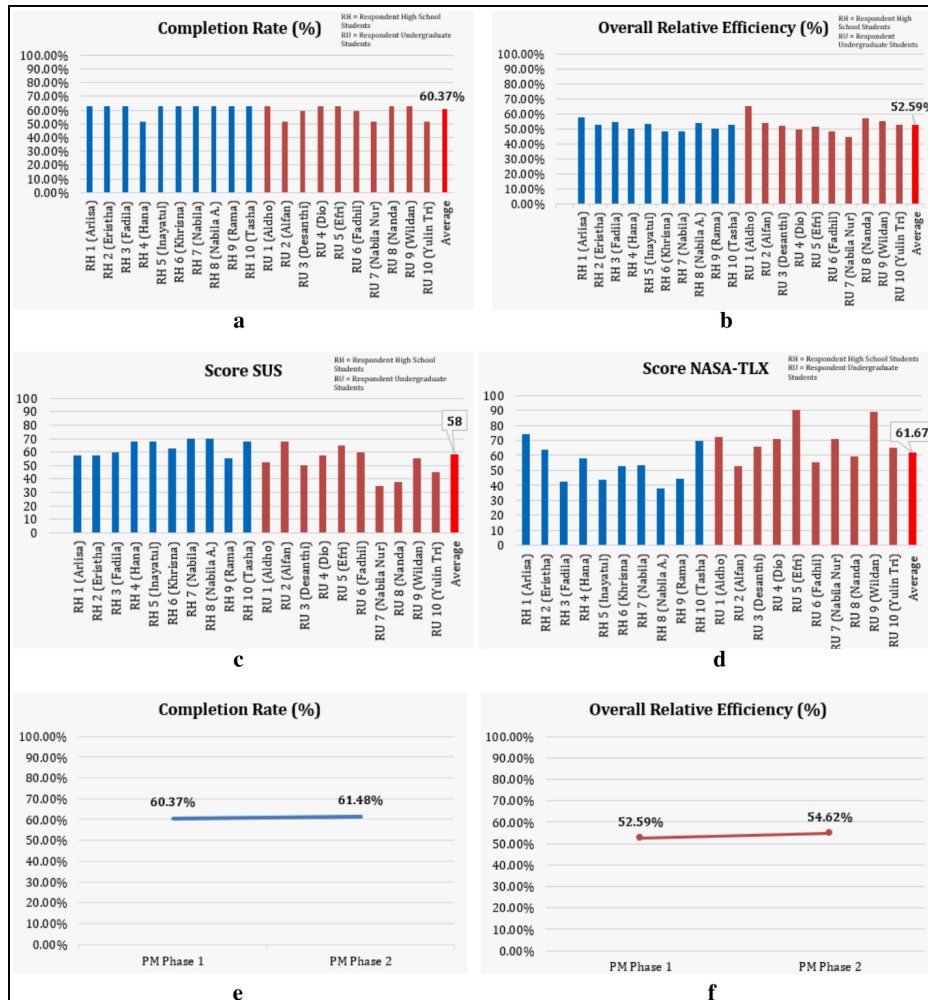 Completion Rate (%)
RH = Respondent High School
Students
RU = Respondent Undergraduate
Students
100.00%
90.00%
80.00%
70.00%
60.00%
50.00%
40.00%
30.00%
20.00%
10.00%
0.00%
60.37%
RH 1 (Arlisa)
RH 2 (Eristha)
RH 3 (Fadila)
RH 4 (Hana)
RH 5 (Inayatul)
RH 6 (Khrisna)
RH 7 (Nabila)
RH 8 (Nabila A.)
RH 9 (Rama)
RH 10 (Tasha)
RU 1 (Aldho)
RU 2 (Alfan)
RU 3 (Desanthi)
RU 4 (Dio)
RU 5 (Efri)
RU 6 (Fadhil)
RU 7 (Nabila Nur)
RU 8 (Nanda)
RU 9 (Wildan)
RU 10 (Yulin Tri)
Average
a
Overall Relative Efficiency (%)
RH = Respondent High
School Students
RU = Respondent
Undergraduate Students
100.00%
90.00%
80.00%
70.00%
60.00%
50.00%
40.00%
30.00%
20.00%
10.00%
0.00%
52.59%
RH 1 (Arlisa)
RH 2 (Eristha)
RH 3 (Fadila)
RH 4 (Hana)
RH 5 (Inayatul)
RH 6 (Khrisna)
RH 7 (Nabila)
RH 8 (Nabila A.)
RH 9 (Rama)
RH 10 (Tasha)
RU 1 (Aldho)
RU 2 (Alfan)
RU 3 (Desanthi)
RU 4 (Dio)
RU 5 (Efri)
RU 6 (Fadhil)
RU 7 (Nabila Nur)
RU 8 (Nanda)
RU 9 (Wildan)
RU 10 (Yulin Tri)
Average
b
Score SUS
RH = Respondent High School
Students
RU = Respondent Undergraduate
Students
100
90
80
70
60
50
40
30
20
10
0
58
RH 1 (Arlisa)
RH 2 (Eristha)
RH 3 (Fadila)
RH 4 (Hana)
RH 5 (Inayatul)
RH 6 (Khrisna)
RH 7 (Nabila)
RH 8 (Nabila A.)
RH 9 (Rama)
RH 10 (Tasha)
RU 1 (Aldho)
RU 2 (Alfan)
RU 3 (Desanthi)
RU 4 (Dio)
RU 5 (Efri)
RU 6 (Fadhil)
RU 7 (Nabila Nur)
RU 8 (Nanda)
RU 9 (Wildan)
RU 10 (Yulin Tri)
Average
c
Score NASA-TLX
RH = Respondent High School Students
RU = Respondent Undergraduate
Students
100
90
80
70
60
50
40
30
20
10
0
61.67
RH 1 (Arlisa)
RH 2 (Eristha)
RH 3 (Fadila)
RH 4 (Hana)
RH 5 (Inayatul)
RH 6 (Khrisna)
RH 7 (Nabila)
RH 8 (Nabila A.)
RH 9 (Rama)
RH 10 (Tasha)
RU 1 (Aldho)
RU 2 (Alfan)
RU 3 (Desanthi)
RU 4 (Dio)
RU 5 (Efri)
RU 6 (Fadhil)
RU 7 (Nabila Nur)
RU 8 (Nanda)
RU 9 (Wildan)
RU 10 (Yulin Tri)
Average
d
Completion Rate (%)
100.00%
90.00%
80.00%
70.00%
60.00%
50.00%
40.00%
30.00%
20.00%
10.00%
0.00%
60.37%
61.48%
PM Phase 1
PM Phase 2
e
Overall Relative Efficiency (%)
100.00%
90.00%
80.00%
70.00%
60.00%
50.00%
40.00%
30.00%
20.00%
10.00%
0.00%
52.59%
54.62%
PM Phase 1
PM Phase 2
f